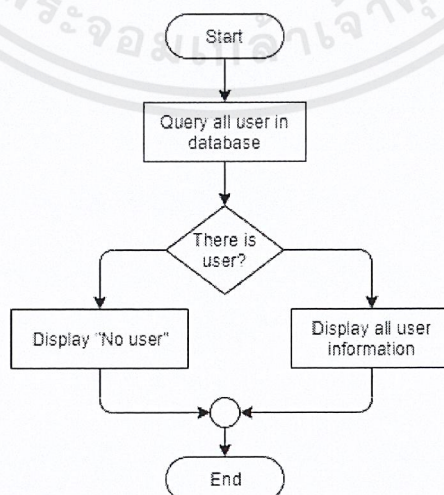 Start
Query all user in
database
There is
user?
Display "No user"
Display all user
information
End